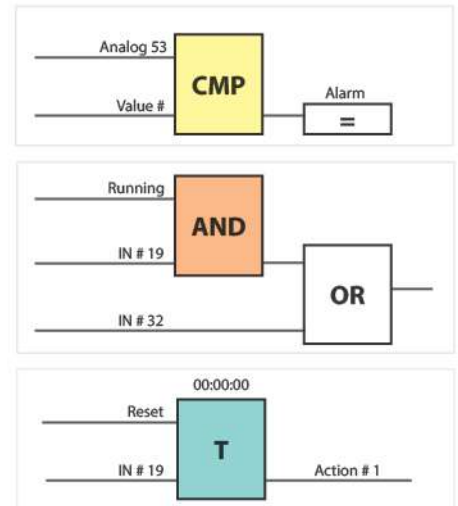 Analog 53
CMP
Value #
Alarm
=
Running
AND
IN # 19
OR
IN # 32
00:00:00
Reset
T
IN # 19
Action # 1